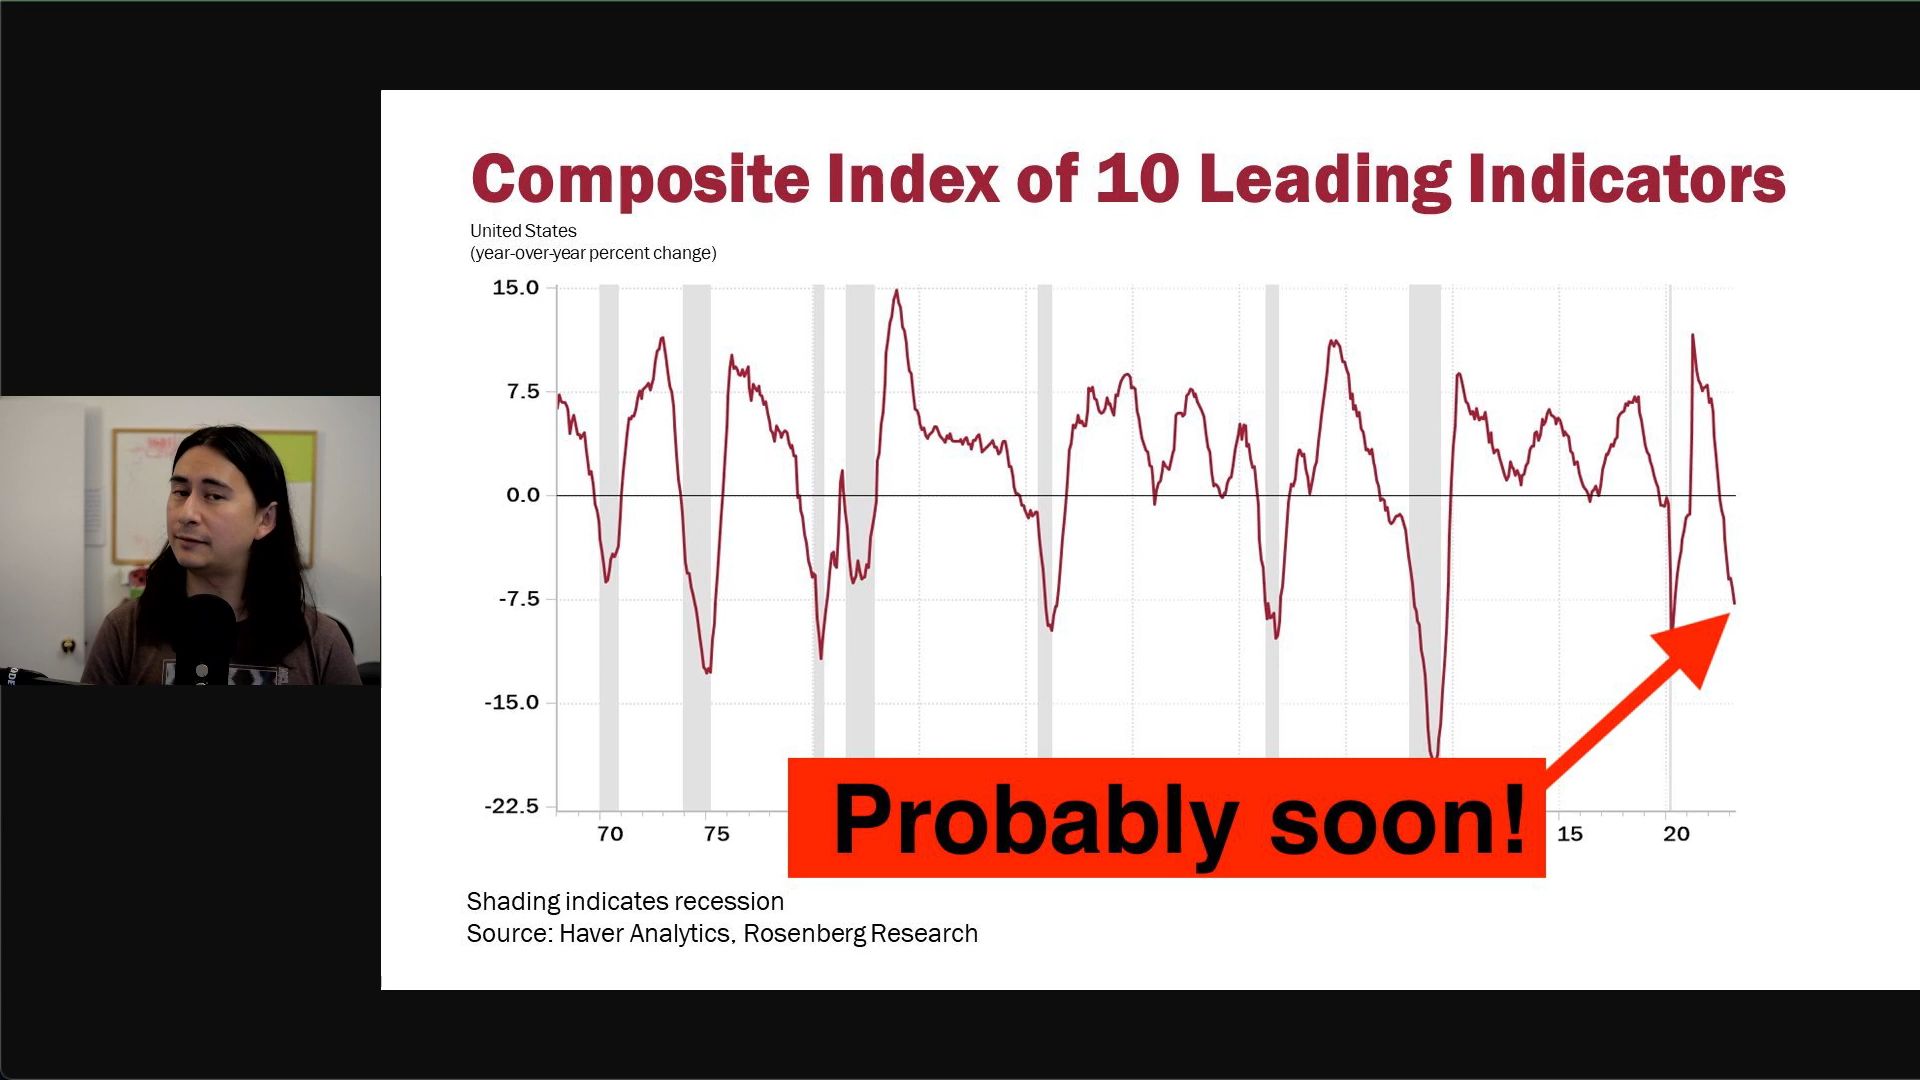 Composite Index of 10 Leading Indicators
United States
(year-over-year percent change)
15.0
7.5
0.0
-7.5
-15.0
-22.5
70 75 15 20
Probably soon!
Shading indicates recession
Source: Haver Analytics, Rosenberg Research